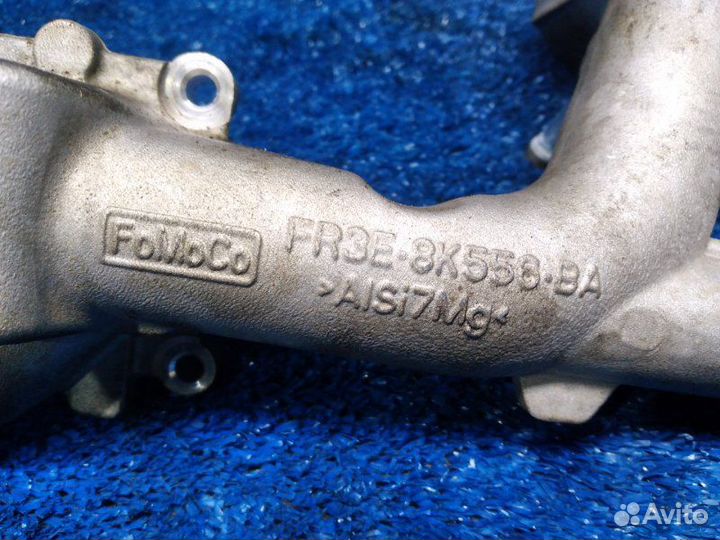 FoMoCo
FR3E-8K556-BA
>AlSi7Mg<
Avito